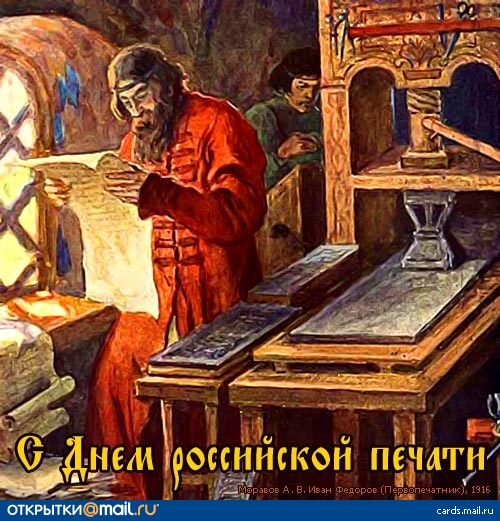 С Днем российской печати
Моравов А. В. Иван Федоров (Первопечатник), 1916
ОТКРЫТКИ@mail.ru®
cards.mail.ru